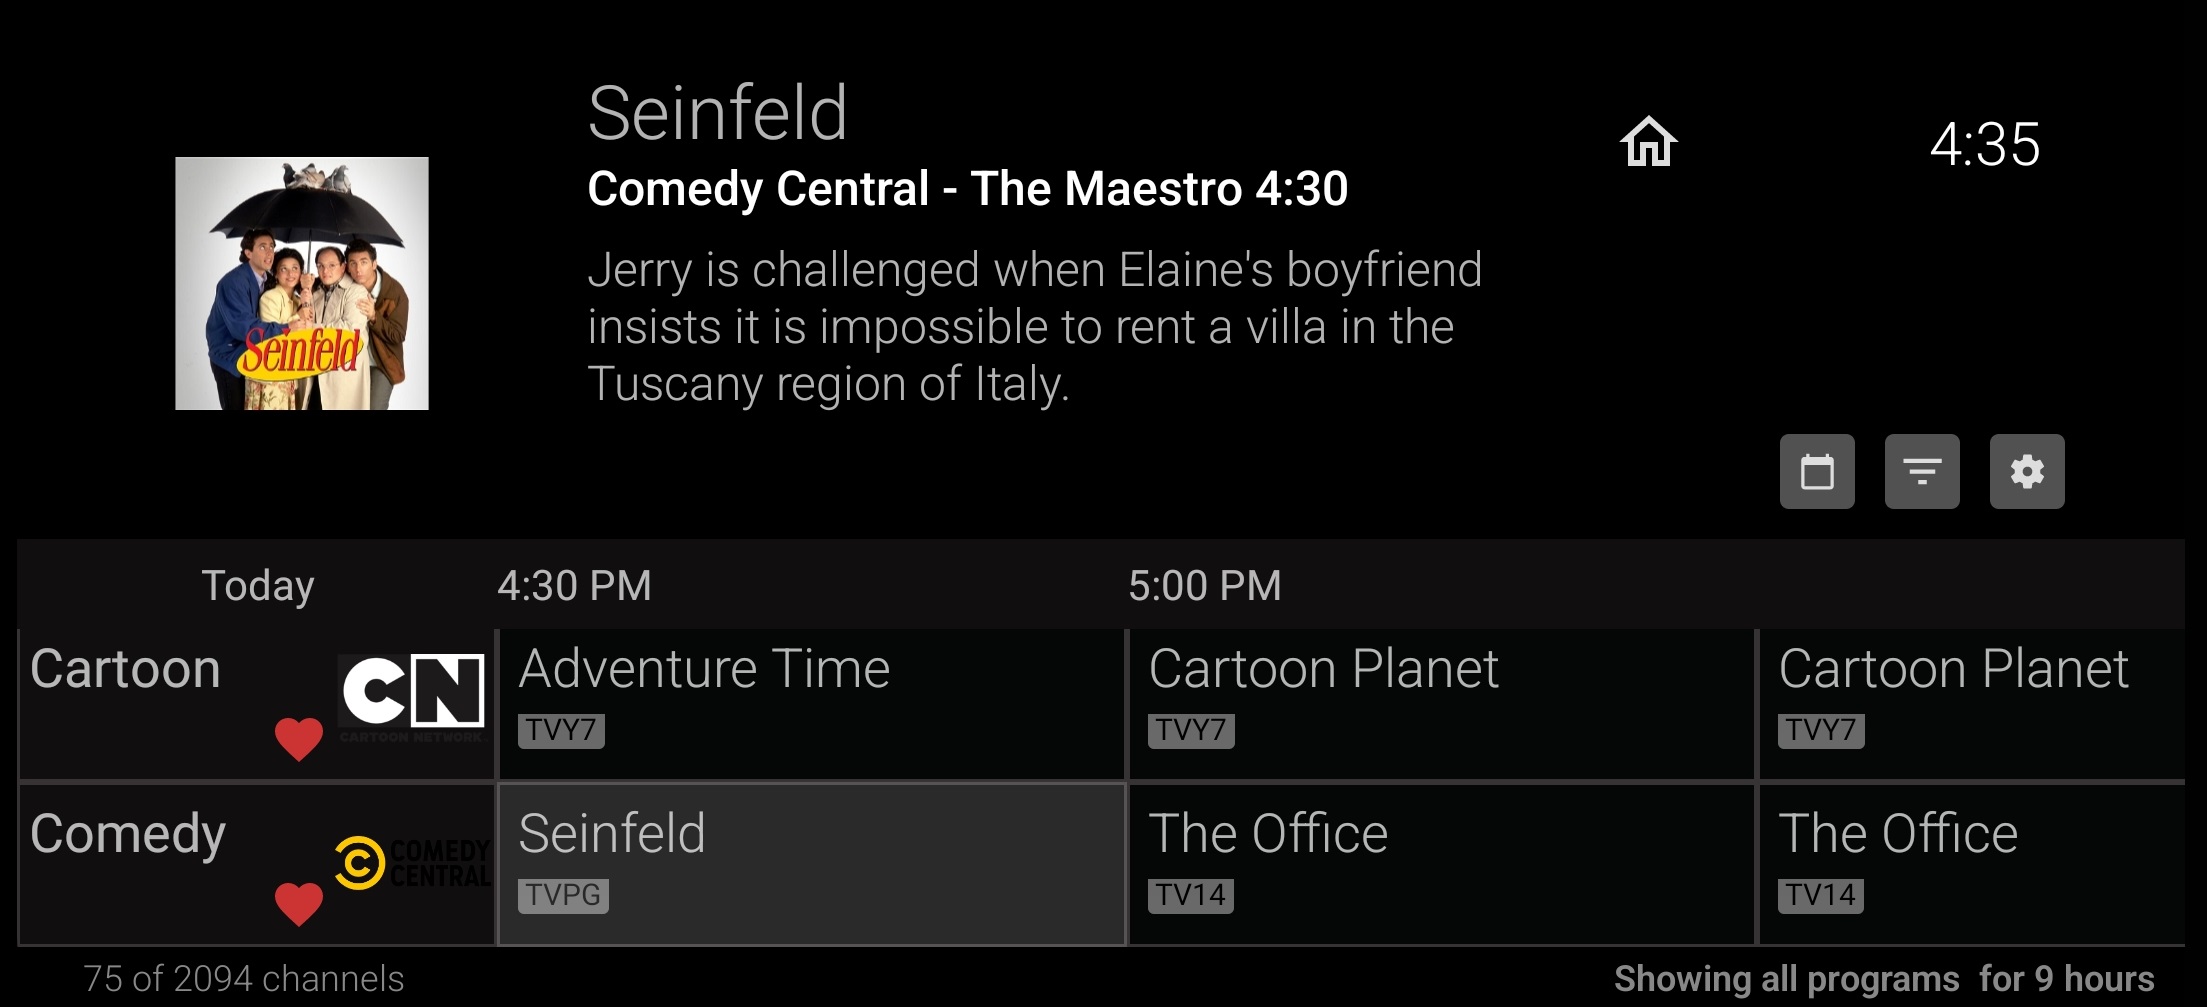 Seinfeld
4:35
Comedy Central - The Maestro 4:30
Jerry is challenged when Elaine's boyfriend
insists it is impossible to rent a villa in the
Tuscany region of Italy.
Seinfeld
Today 4:30 PM 5:00 PM
Cartoon
CN
CARTOON NETWORK
Adventure Time
TVY7
Cartoon Planet
TVY7
Cartoon Planet
TVY7
Comedy
COMEDY
CENTRAL
Seinfeld
TVPG
The Office
TV14
The Office
TV14
75 of 2094 channels
Showing all programs for 9 hours